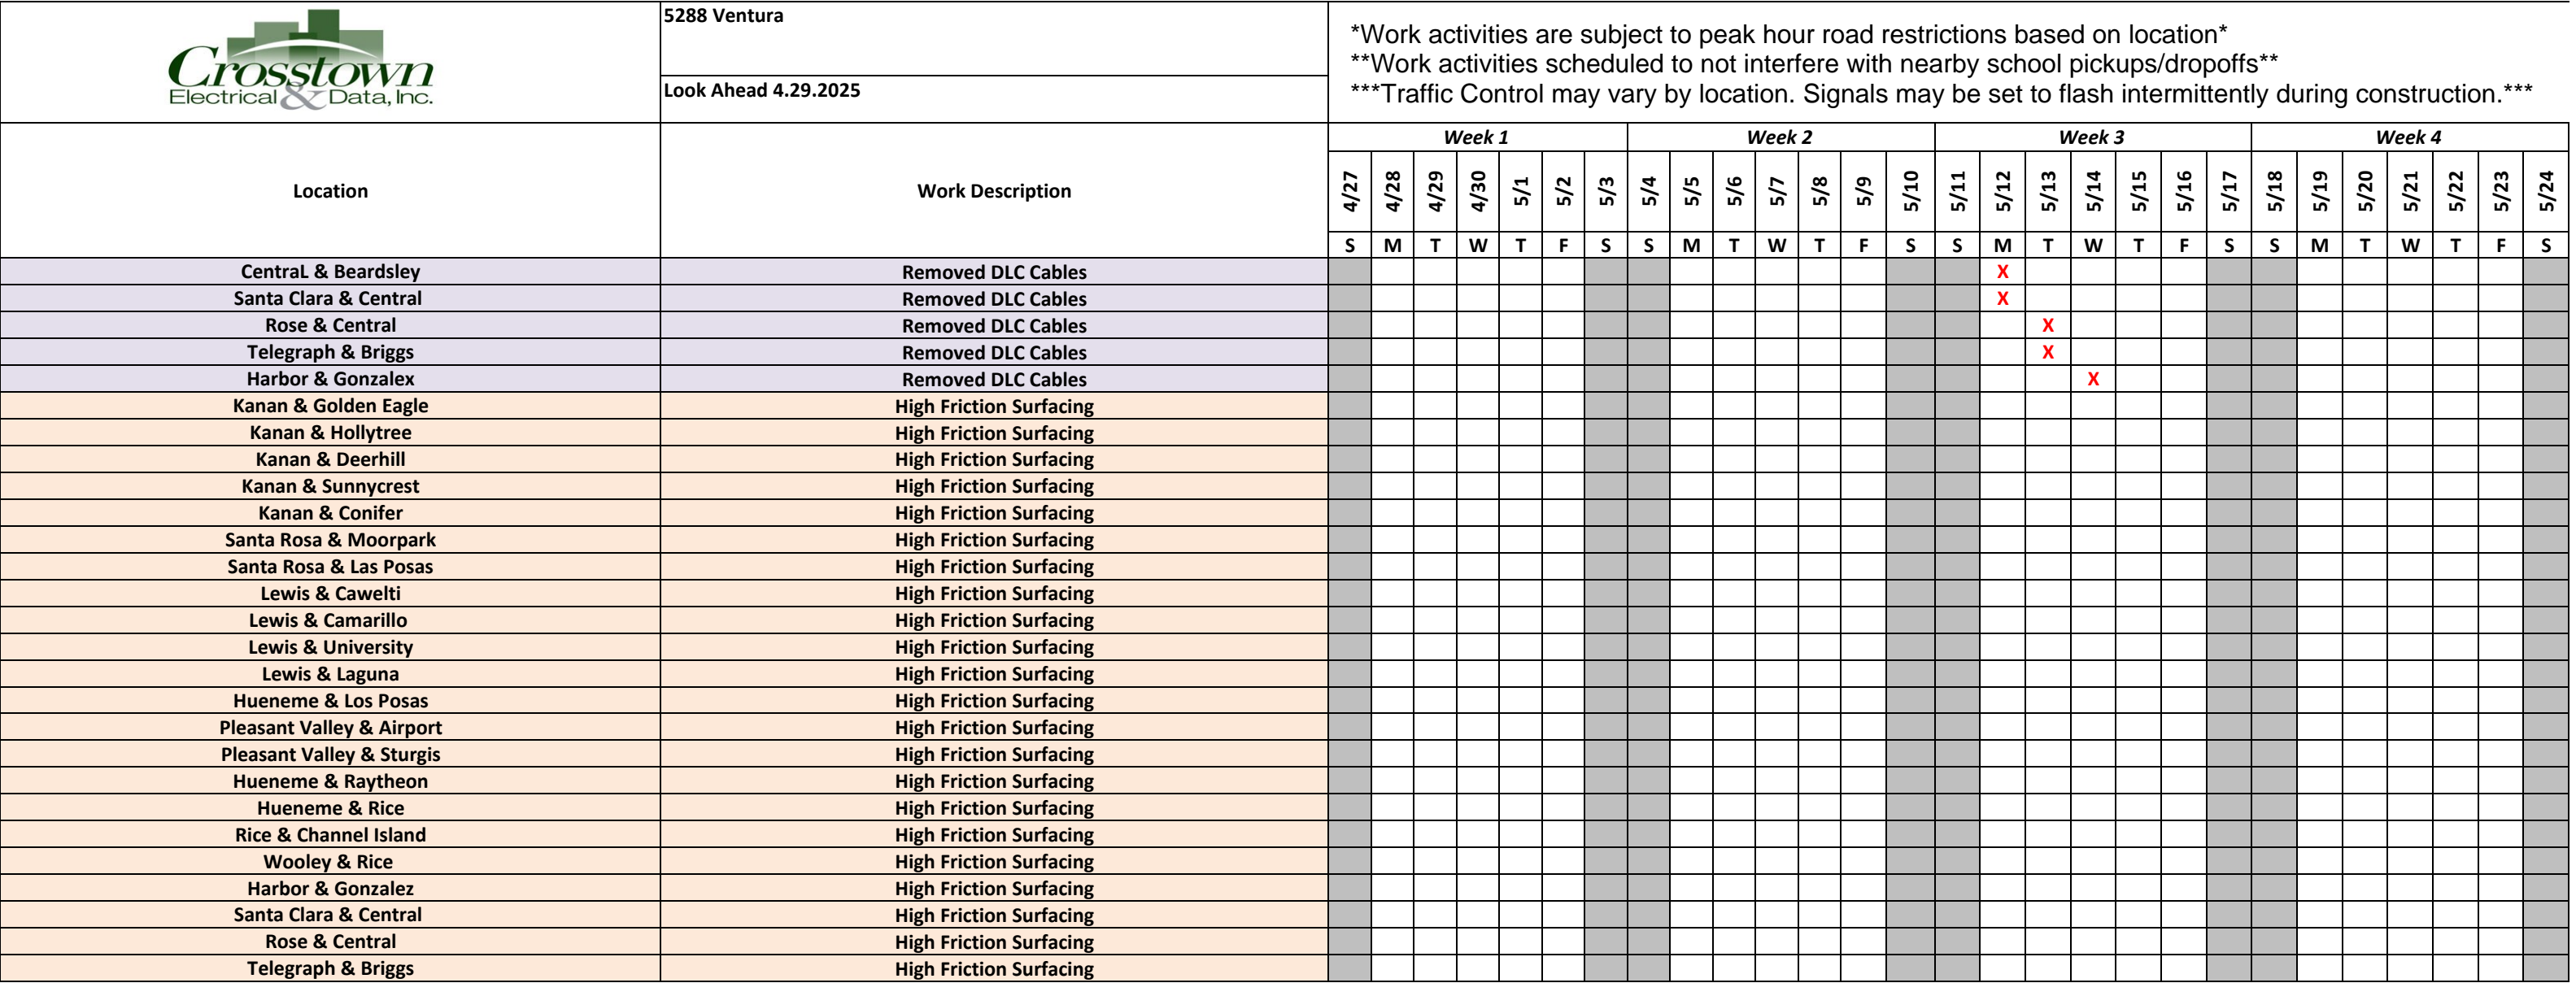 Crosstown
Electrical & Data, Inc.
5288 Ventura
Look Ahead 4.29.2025
*Work activities are subject to peak hour road restrictions based on location*
**Work activities scheduled to not interfere with nearby school pickups/dropoffs**
***Traffic Control may vary by location. Signals may be set to flash intermittently during construction.***
Location Work Description Week 1 Week 2 Week 3 Week 4
4/27 4/28 4/29 4/30 5/1 5/2 5/3 5/4 5/5 5/6 5/7 5/8 5/9 5/10 5/11 5/12 5/13 5/14 5/15 5/16 5/17 5/18 5/19 5/20 5/21 5/22 5/23 5/24
S M T W T F S S M T W T F S S M T W T F S S M T W T F S
CentraL & Beardsley Removed DLC Cables X
Santa Clara & Central Removed DLC Cables X
Rose & Central Removed DLC Cables X
Telegraph & Briggs Removed DLC Cables X
Harbor & Gonzalex Removed DLC Cables X
Kanan & Golden Eagle High Friction Surfacing
Kanan & Hollytree High Friction Surfacing
Kanan & Deerhill High Friction Surfacing
Kanan & Sunnycrest High Friction Surfacing
Kanan & Conifer High Friction Surfacing
Santa Rosa & Moorpark High Friction Surfacing
Santa Rosa & Las Posas High Friction Surfacing
Lewis & Cawelti High Friction Surfacing
Lewis & Camarillo High Friction Surfacing
Lewis & University High Friction Surfacing
Lewis & Laguna High Friction Surfacing
Hueneme & Los Posas High Friction Surfacing
Pleasant Valley & Airport High Friction Surfacing
Pleasant Valley & Sturgis High Friction Surfacing
Hueneme & Raytheon High Friction Surfacing
Hueneme & Rice High Friction Surfacing
Rice & Channel Island High Friction Surfacing
Wooley & Rice High Friction Surfacing
Harbor & Gonzalez High Friction Surfacing
Santa Clara & Central High Friction Surfacing
Rose & Central High Friction Surfacing
Telegraph & Briggs High Friction Surfacing